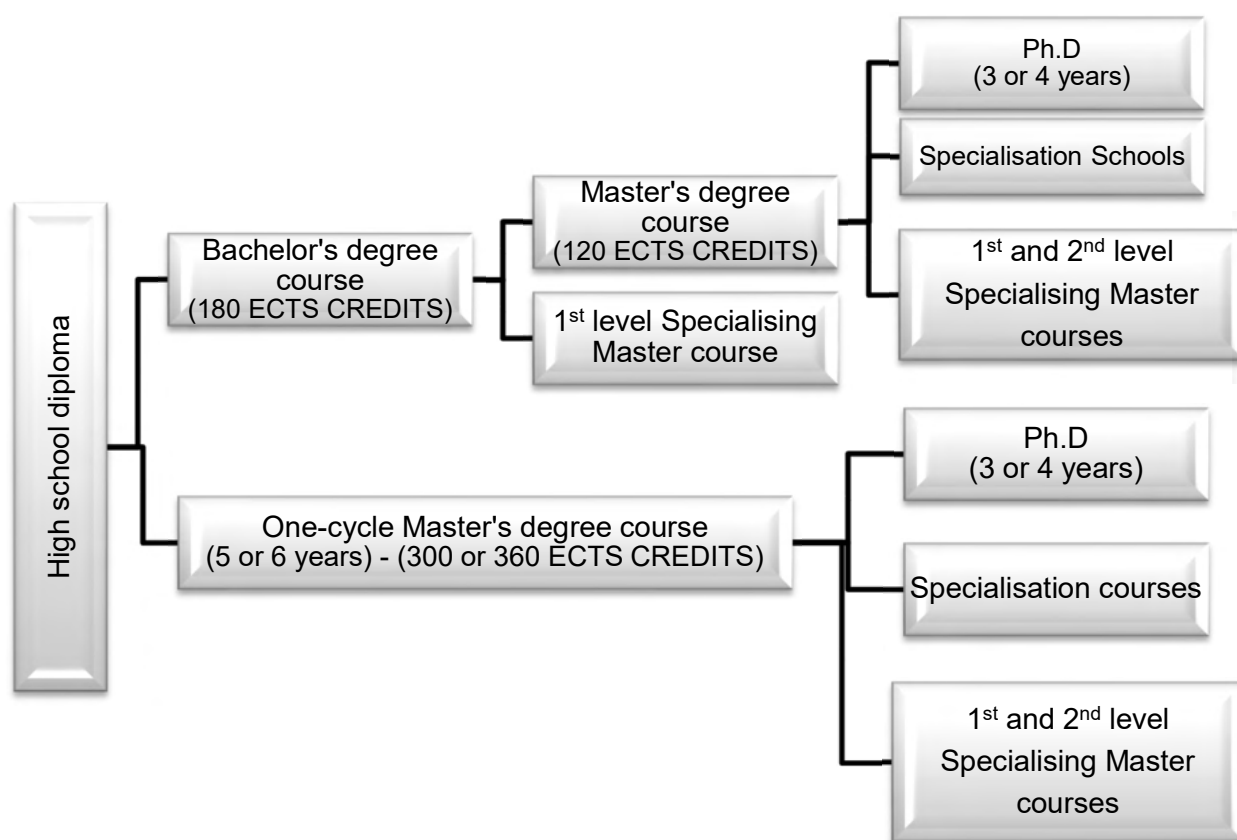 High school diploma
Bachelor's degree
course
(180 ECTS CREDITS)
Master's degree
course
(120 ECTS CREDITS)
1st level Specialising
Master course
Ph.D
(3 or 4 years)
Specialisation Schools
1st and 2nd level
Specialising Master
courses
One-cycle Master's degree course
(5 or 6 years) - (300 or 360 ECTS CREDITS)
Ph.D
(3 or 4 years)
Specialisation courses
1st and 2nd level
Specialising Master
courses